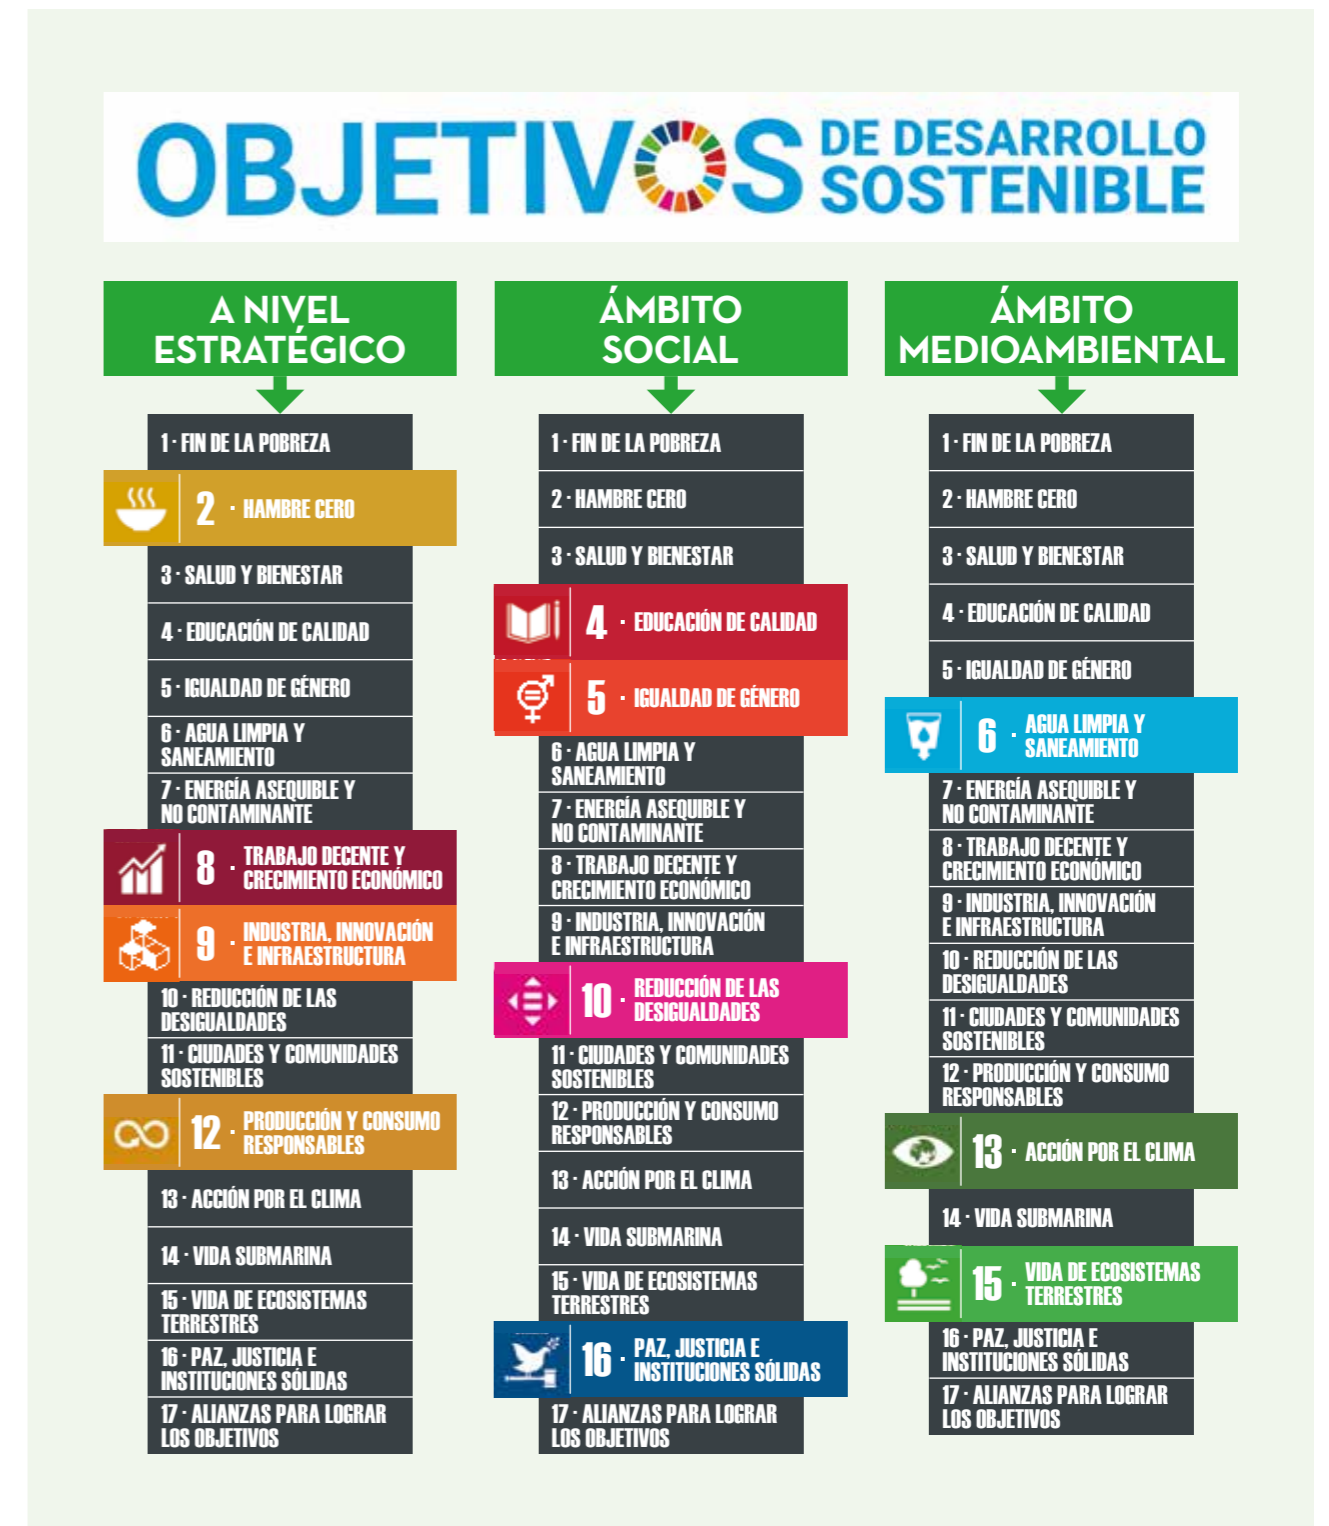 OBJETIVOS DE DESARROLLO
SOSTENIBLE
A NIVEL
ESTRATÉGICO
1 · FIN DE LA POBREZA
2 · HAMBRE CERO
3 · SALUD Y BIENESTAR
4 · EDUCACIÓN DE CALIDAD
5 · IGUALDAD DE GÉNERO
6 · AGUA LIMPIA Y
SANEAMIENTO
7 · ENERGÍA ASEQUIBLE Y
NO CONTAMINANTE
8 · TRABAJO DECENTE Y
CRECIMIENTO ECONÓMICO
9 · INDUSTRIA, INNOVACIÓN
E INFRAESTRUCTURA
10 · REDUCCIÓN DE LAS
DESIGUALDADES
11 · CIUDADES Y COMUNIDADES
SOSTENIBLES
12 · PRODUCCIÓN Y CONSUMO
RESPONSABLES
13 · ACCIÓN POR EL CLIMA
14 · VIDA SUBMARINA
15 · VIDA DE ECOSISTEMAS
TERRESTRES
16 · PAZ, JUSTICIA E
INSTITUCIONES SÓLIDAS
17 · ALIANZAS PARA LOGRAR
LOS OBJETIVOS
ÁMBITO
SOCIAL
1 · FIN DE LA POBREZA
2 · HAMBRE CERO
3 · SALUD Y BIENESTAR
4 · EDUCACIÓN DE CALIDAD
5 · IGUALDAD DE GÉNERO
6 · AGUA LIMPIA Y
SANEAMIENTO
7 · ENERGÍA ASEQUIBLE Y
NO CONTAMINANTE
8 · TRABAJO DECENTE Y
CRECIMIENTO ECONÓMICO
9 · INDUSTRIA, INNOVACIÓN
E INFRAESTRUCTURA
10 · REDUCCIÓN DE LAS
DESIGUALDADES
11 · CIUDADES Y COMUNIDADES
SOSTENIBLES
12 · PRODUCCIÓN Y CONSUMO
RESPONSABLES
13 · ACCIÓN POR EL CLIMA
14 · VIDA SUBMARINA
15 · VIDA DE ECOSISTEMAS
TERRESTRES
16 · PAZ, JUSTICIA E
INSTITUCIONES SÓLIDAS
17 · ALIANZAS PARA LOGRAR
LOS OBJETIVOS
ÁMBITO
MEDIOAMBIENTAL
1 · FIN DE LA POBREZA
2 · HAMBRE CERO
3 · SALUD Y BIENESTAR
4 · EDUCACIÓN DE CALIDAD
5 · IGUALDAD DE GÉNERO
6 · AGUA LIMPIA Y
SANEAMIENTO
7 · ENERGÍA ASEQUIBLE Y
NO CONTAMINANTE
8 · TRABAJO DECENTE Y
CRECIMIENTO ECONÓMICO
9 · INDUSTRIA, INNOVACIÓN
E INFRAESTRUCTURA
10 · REDUCCIÓN DE LAS
DESIGUALDADES
11 · CIUDADES Y COMUNIDADES
SOSTENIBLES
12 · PRODUCCIÓN Y CONSUMO
RESPONSABLES
13 · ACCIÓN POR EL CLIMA
14 · VIDA SUBMARINA
15 · VIDA DE ECOSISTEMAS
TERRESTRES
16 · PAZ, JUSTICIA E
INSTITUCIONES SÓLIDAS
17 · ALIANZAS PARA LOGRAR
LOS OBJETIVOS